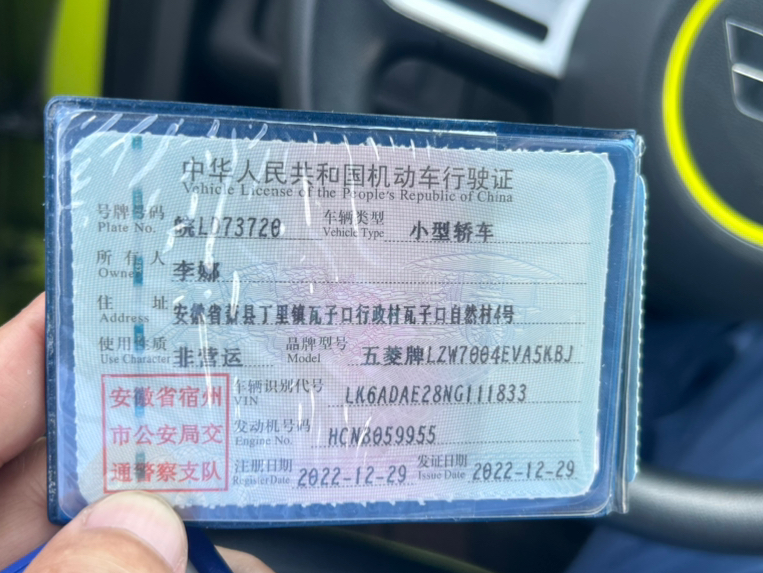 中华人民共和国机动车行驶证
Vehicle License of the People's Republic of China
号牌号码 皖LD73720 车辆类型 小型轿车
Plate No. Vehicle Type
所有人 李娜
Owner
住址 安徽省萧县丁里镇瓦子口行政村瓦子口自然村4号
Address
使用性质 非营运 品牌型号 五菱牌LZW7004EVA5KBJ
Use Character Model
安徽省宿州
市公安局交
通警察支队
车辆识别代号 LK6ADAE28NG111833
VIN
发动机号码 HCN3059955
Engine No.
注册日期 2022-12-29 发证日期 2022-12-29
Register Date Issue Date